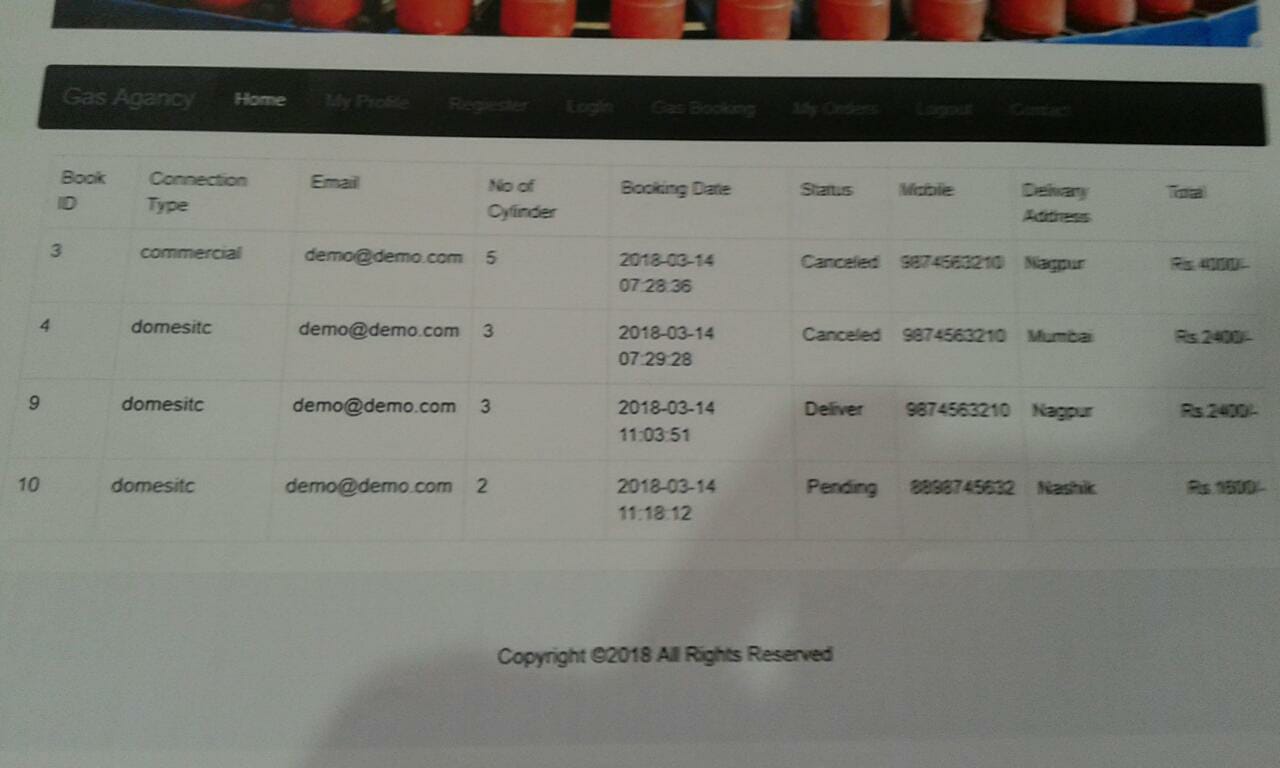 Gas Agancy Home My Profile Regiester Login Gas Booking My Orders Logout Contact
Book ID Connection Type Email No of Cylinder Booking Date Status Mobile Delivary Address Total
3 commercial demo@demo.com 5 2018-03-14 07:28:36 Canceled 9874563210 Nagpur Rs.4000/-
4 domesitc demo@demo.com 3 2018-03-14 07:29:28 Canceled 9874563210 Mumbai Rs.2400/-
9 domesitc demo@demo.com 3 2018-03-14 11:03:51 Deliver 9874563210 Nagpur Rs.2400/-
10 domesitc demo@demo.com 2 2018-03-14 11:18:12 Pending 8898745632 Nashik Rs.1600/-
Copyright ©2018 All Rights Reserved